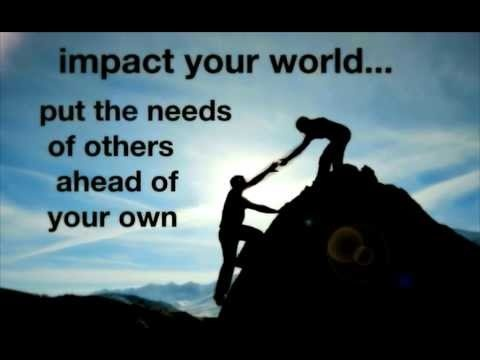 impact your world...
put the needs
of others
ahead of
your own